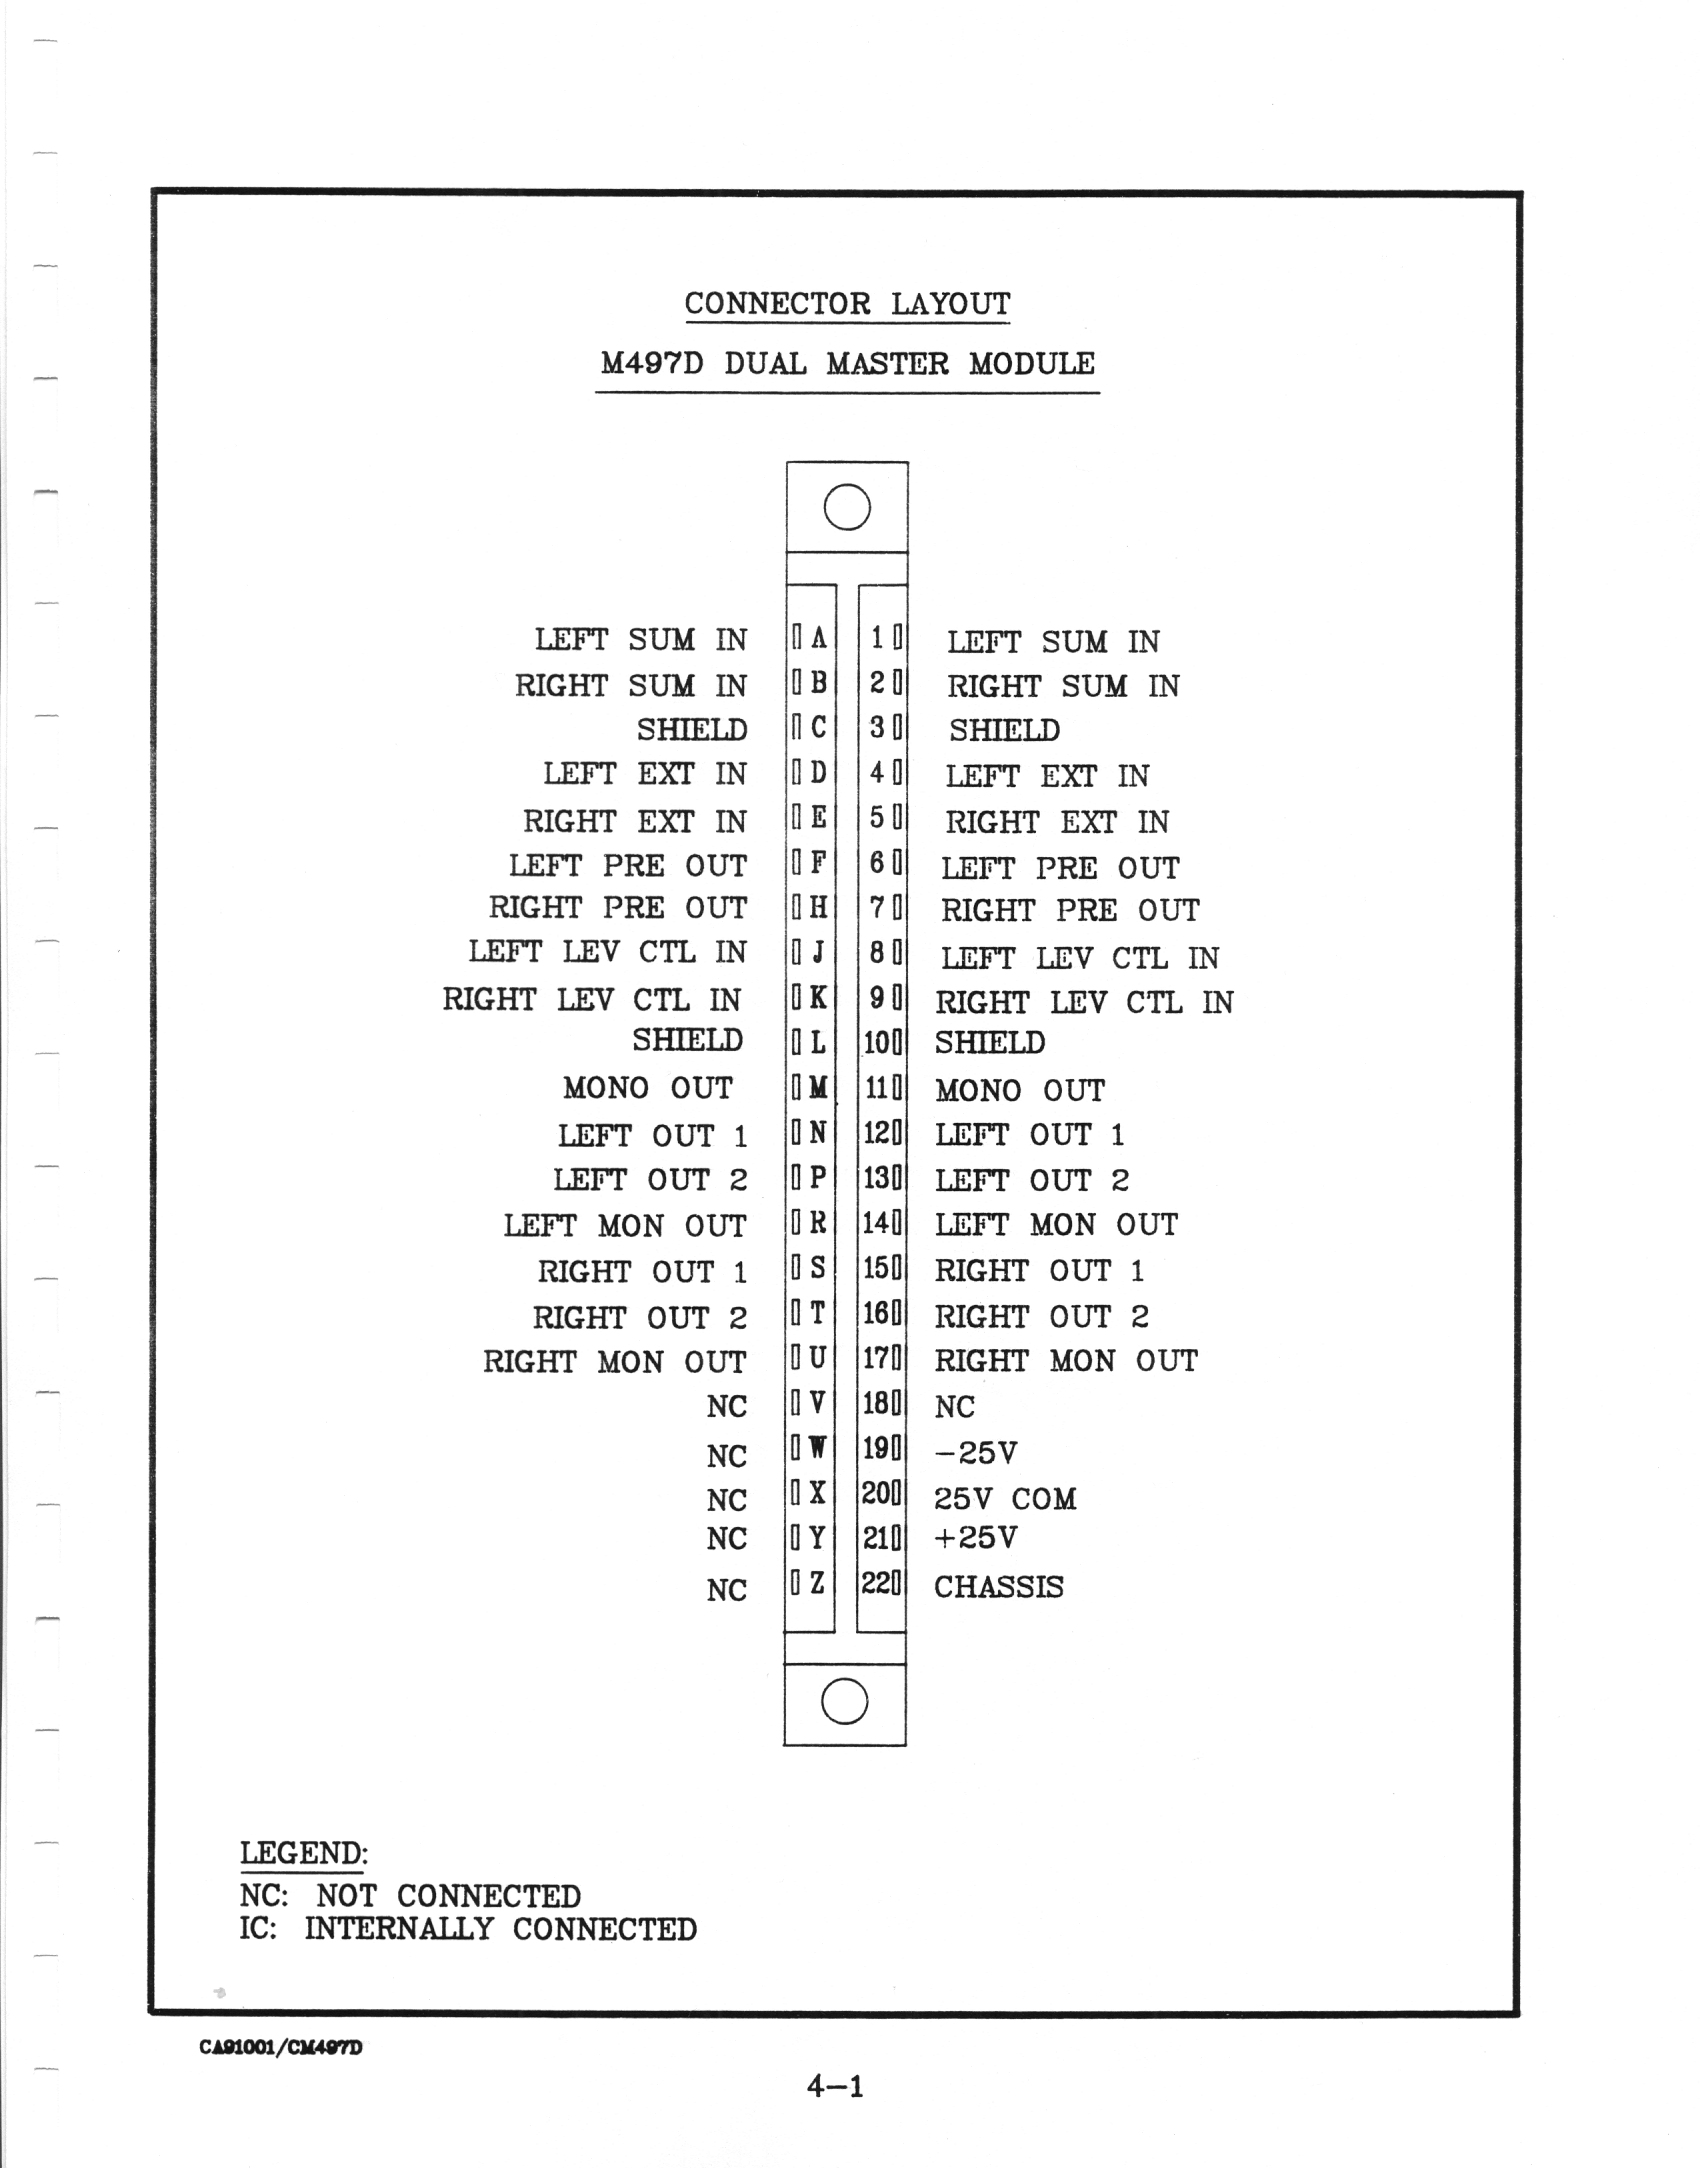 CONNECTOR LAYOUT
M497D DUAL MASTER MODULE
LEFT SUM IN A 1 LEFT SUM IN
RIGHT SUM IN B 2 RIGHT SUM IN
SHIELD C 3 SHIELD
LEFT EXT IN D 4 LEFT EXT IN
RIGHT EXT IN E 5 RIGHT EXT IN
LEFT PRE OUT F 6 LEFT PRE OUT
RIGHT PRE OUT H 7 RIGHT PRE OUT
LEFT LEV CTL IN J 8 LEFT LEV CTL IN
RIGHT LEV CTL IN K 9 RIGHT LEV CTL IN
SHIELD L 10 SHIELD
MONO OUT M 11 MONO OUT
LEFT OUT 1 N 12 LEFT OUT 1
LEFT OUT 2 P 13 LEFT OUT 2
LEFT MON OUT R 14 LEFT MON OUT
RIGHT OUT 1 S 15 RIGHT OUT 1
RIGHT OUT 2 T 16 RIGHT OUT 2
RIGHT MON OUT U 17 RIGHT MON OUT
NC V 18 NC
NC W 19 -25V
NC X 20 25V COM
NC Y 21 +25V
NC Z 22 CHASSIS
LEGEND:
NC: NOT CONNECTED
IC: INTERNALLY CONNECTED
CA91001/CM497D
4-1